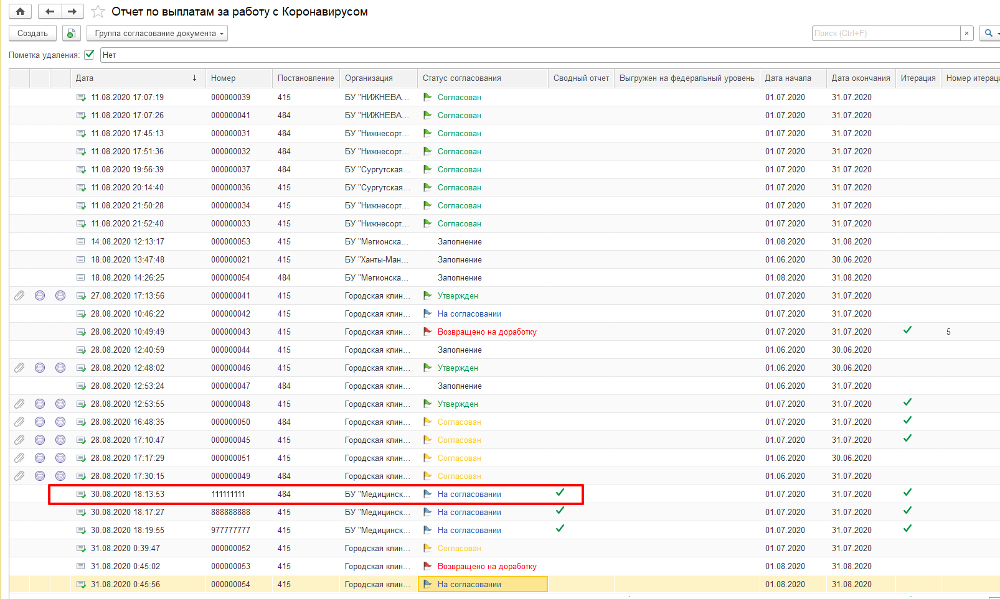 Отчет по выплатам за работу с Коронавирусом
Создать Группа согласование документа Поиск (Ctrl+F) ×
Пометка удаления: Нет
Дата ↓ Номер Постановление Организация Статус согласования Сводный отчет Выгружен на федеральный уровень Дата начала Дата окончания Итерация Номер итераци
11.08.2020 17:07:19 000000039 415 БУ "НИЖНЕВА... Согласован 01.07.2020 31.07.2020
11.08.2020 17:07:26 000000041 484 БУ "НИЖНЕВА... Согласован 01.07.2020 31.07.2020
11.08.2020 17:45:13 000000031 484 БУ "Нижнесорт... Согласован 01.07.2020 31.07.2020
11.08.2020 17:51:36 000000032 484 БУ "Нижнесорт... Согласован 01.07.2020 31.07.2020
11.08.2020 19:56:39 000000037 484 БУ "Сургутская... Согласован 01.07.2020 31.07.2020
11.08.2020 20:14:40 000000036 415 БУ "Сургутская... Согласован 01.07.2020 31.07.2020
11.08.2020 21:50:28 000000034 415 БУ "Нижнесорт... Согласован 01.07.2020 31.07.2020
11.08.2020 21:52:40 000000033 415 БУ "Нижнесорт... Согласован 01.07.2020 31.07.2020
14.08.2020 12:13:17 000000053 415 БУ "Мегионска... Заполнение 01.08.2020 31.08.2020
18.08.2020 13:47:48 000000021 415 БУ "Ханты-Ман... Заполнение 01.06.2020 30.06.2020
18.08.2020 14:26:25 000000054 484 БУ "Мегионска... Заполнение 01.08.2020 31.08.2020
27.08.2020 17:13:56 000000041 415 Городская клин... Утвержден 01.07.2020 31.07.2020
28.08.2020 10:46:22 000000042 415 Городская клин... На согласовании 01.07.2020 31.07.2020
28.08.2020 10:49:49 000000043 415 Городская клин... Возвращено на доработку 01.07.2020 31.07.2020 5
28.08.2020 12:40:59 000000044 415 Городская клин... Заполнение 01.06.2020 30.06.2020
28.08.2020 12:48:02 000000046 415 Городская клин... Утвержден 01.06.2020 30.06.2020
28.08.2020 12:53:24 000000047 484 Городская клин... Заполнение 01.06.2020 31.07.2020
28.08.2020 12:53:55 000000048 415 Городская клин... Утвержден 01.07.2020 31.07.2020
28.08.2020 16:48:35 000000050 484 Городская клин... Согласован 01.07.2020 31.07.2020
28.08.2020 17:10:47 000000045 415 Городская клин... Согласован 01.07.2020 31.07.2020
28.08.2020 17:17:29 000000051 415 Городская клин... Согласован 01.06.2020 30.06.2020
28.08.2020 17:30:15 000000049 484 Городская клин... Согласован 01.06.2020 31.07.2020
30.08.2020 18:13:53 111111111 484 БУ "Медицинск... На согласовании 01.07.2020 31.07.2020
30.08.2020 18:17:27 888888888 415 БУ "Медицинск... На согласовании 01.07.2020 31.07.2020
30.08.2020 18:19:55 977777777 415 БУ "Медицинск... На согласовании 01.07.2020 31.07.2020
31.08.2020 0:39:47 000000052 415 Городская клин... Согласован 01.07.2020 31.07.2020
31.08.2020 0:45:02 000000053 415 Городская клин... Возвращено на доработку 01.08.2020 31.08.2020
31.08.2020 0:45:56 000000054 415 Городская клин... На согласовании 01.08.2020 31.08.2020